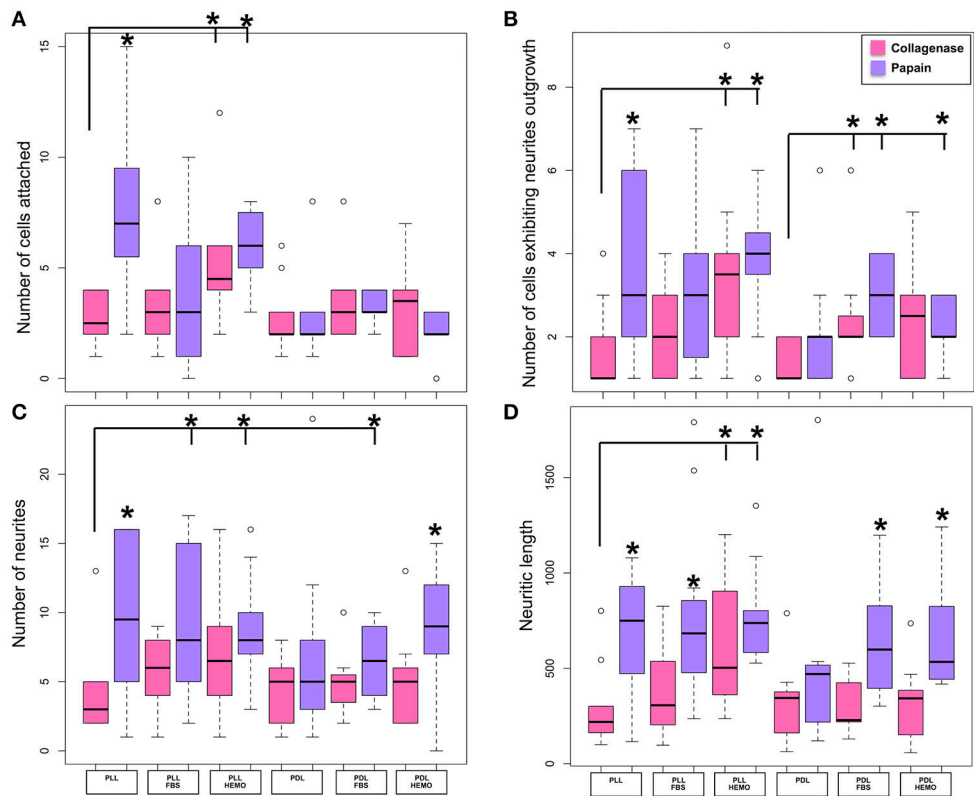 A
Number of cells attached
15
10
5
0
* * *
B
Number of cells exhibiting neurites outgrowth
8
6
4
2
Collagenase
Papain
* * * * * *
C
Number of neurites
20
15
10
5
0
* * * * *
PLL
PLL FBS
PLL HEMO
PDL
PDL FBS
PDL HEMO
D
Neuritic length
1500
1000
500
0
* * * * * *
PLL
PLL FBS
PLL HEMO
PDL
PDL FBS
PDL HEMO